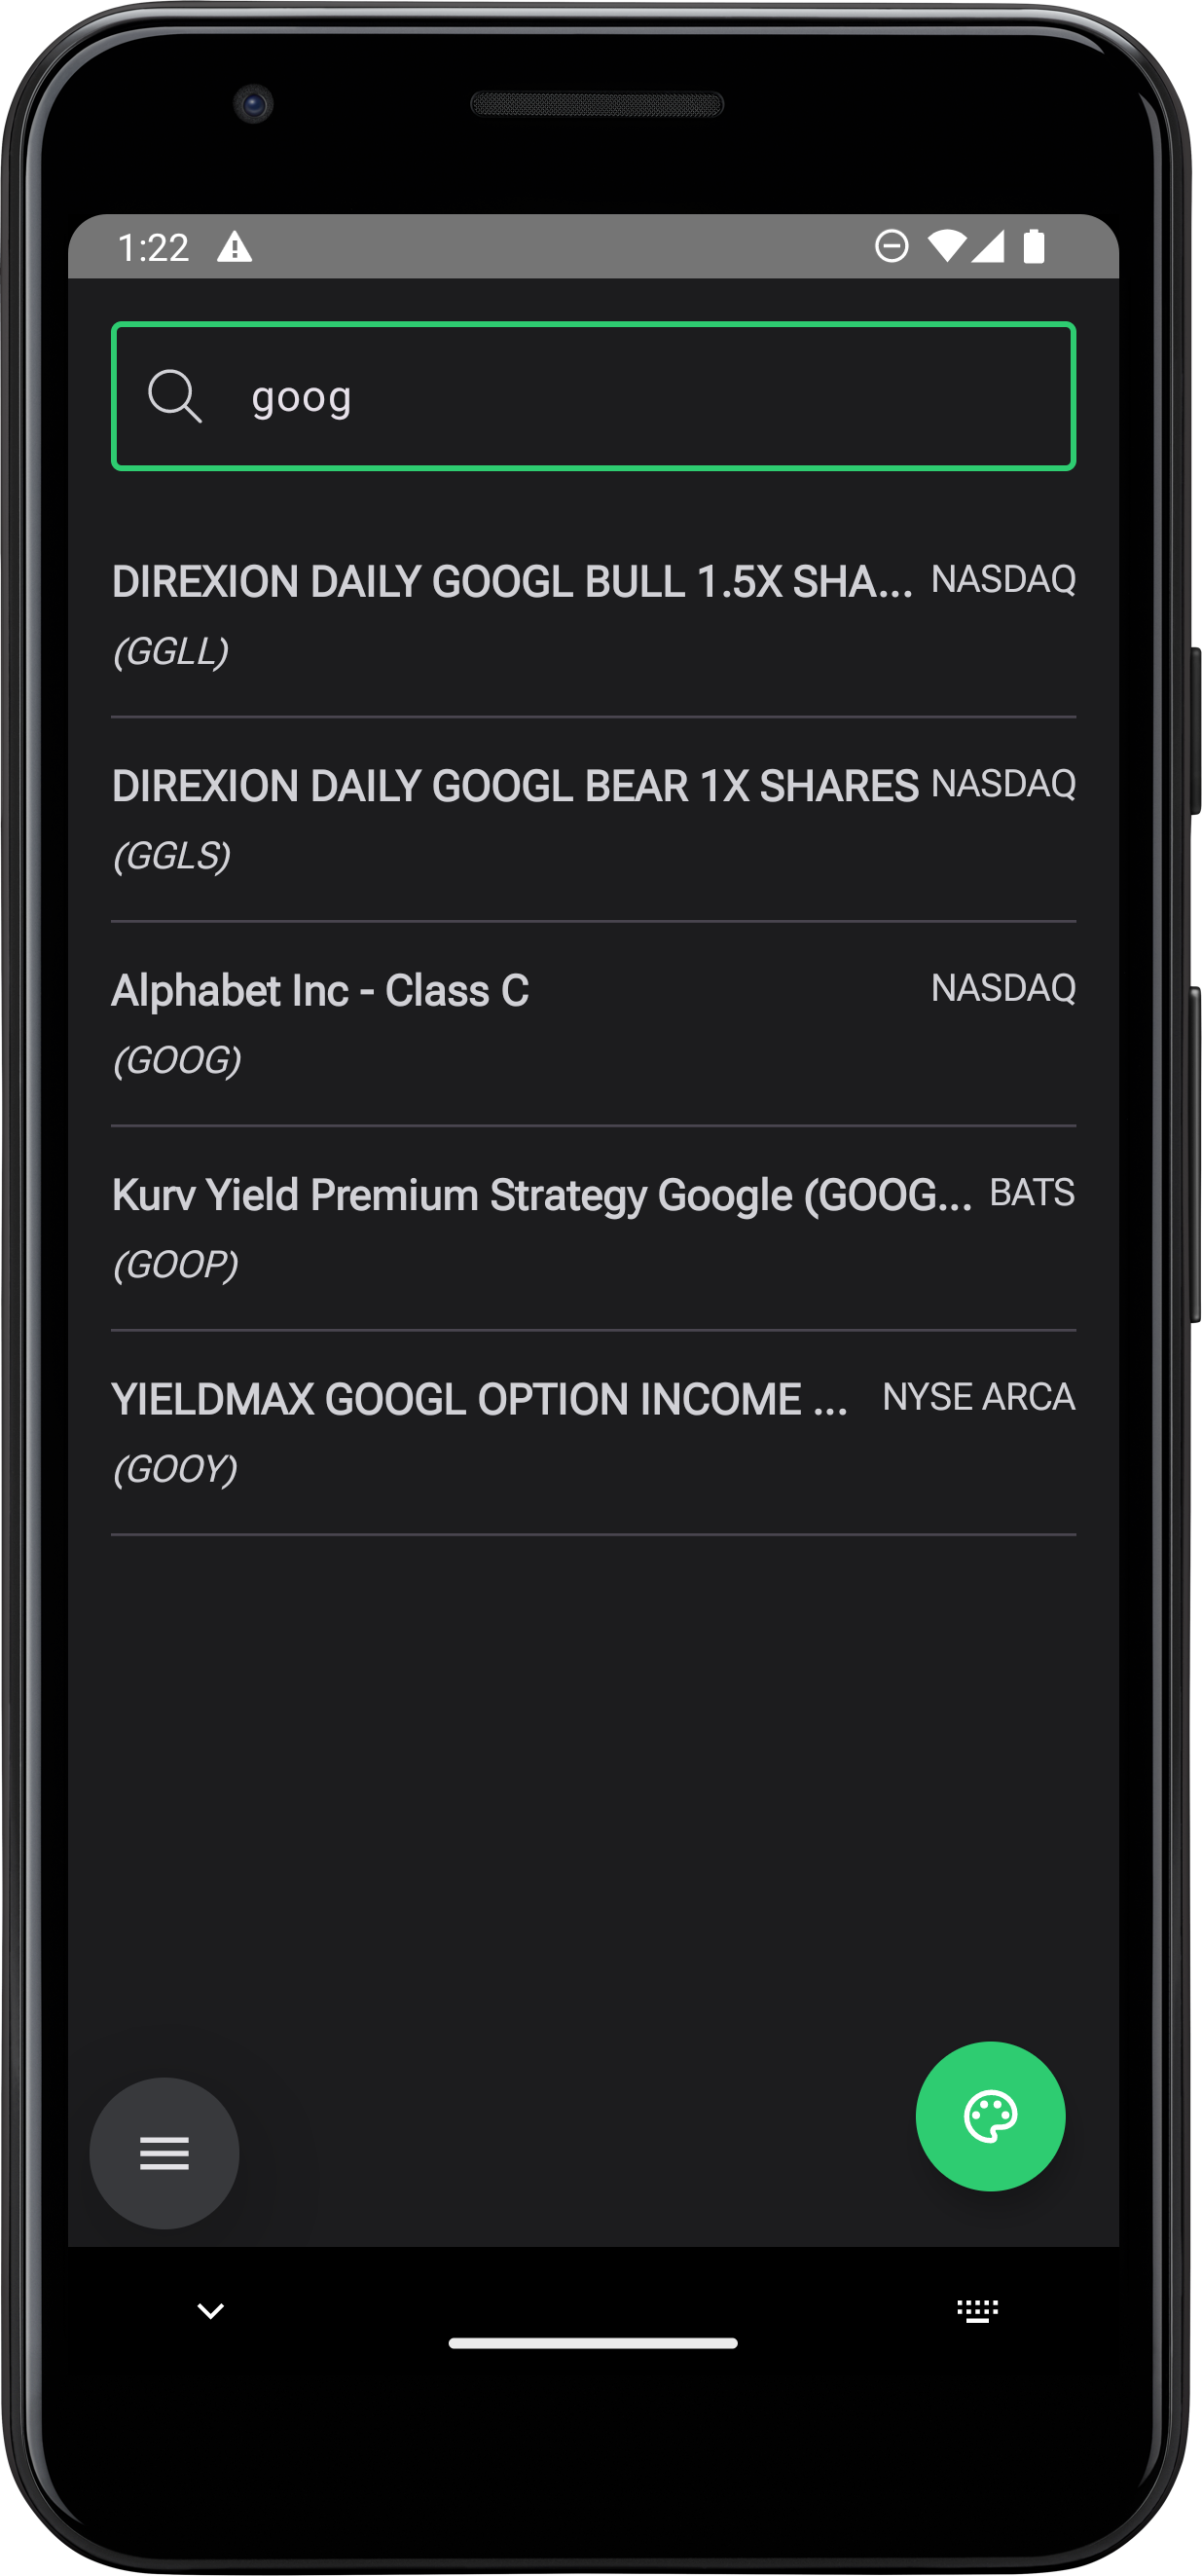 1:22
goog
DIREXION DAILY GOOGL BULL 1.5X SHA... NASDAQ
(GGLL)
DIREXION DAILY GOOGL BEAR 1X SHARES NASDAQ
(GGLS)
Alphabet Inc - Class C NASDAQ
(GOOG)
Kurv Yield Premium Strategy Google (GOOG... BATS
(GOOP)
YIELDMAX GOOGL OPTION INCOME ... NYSE ARCA
(GOOY)